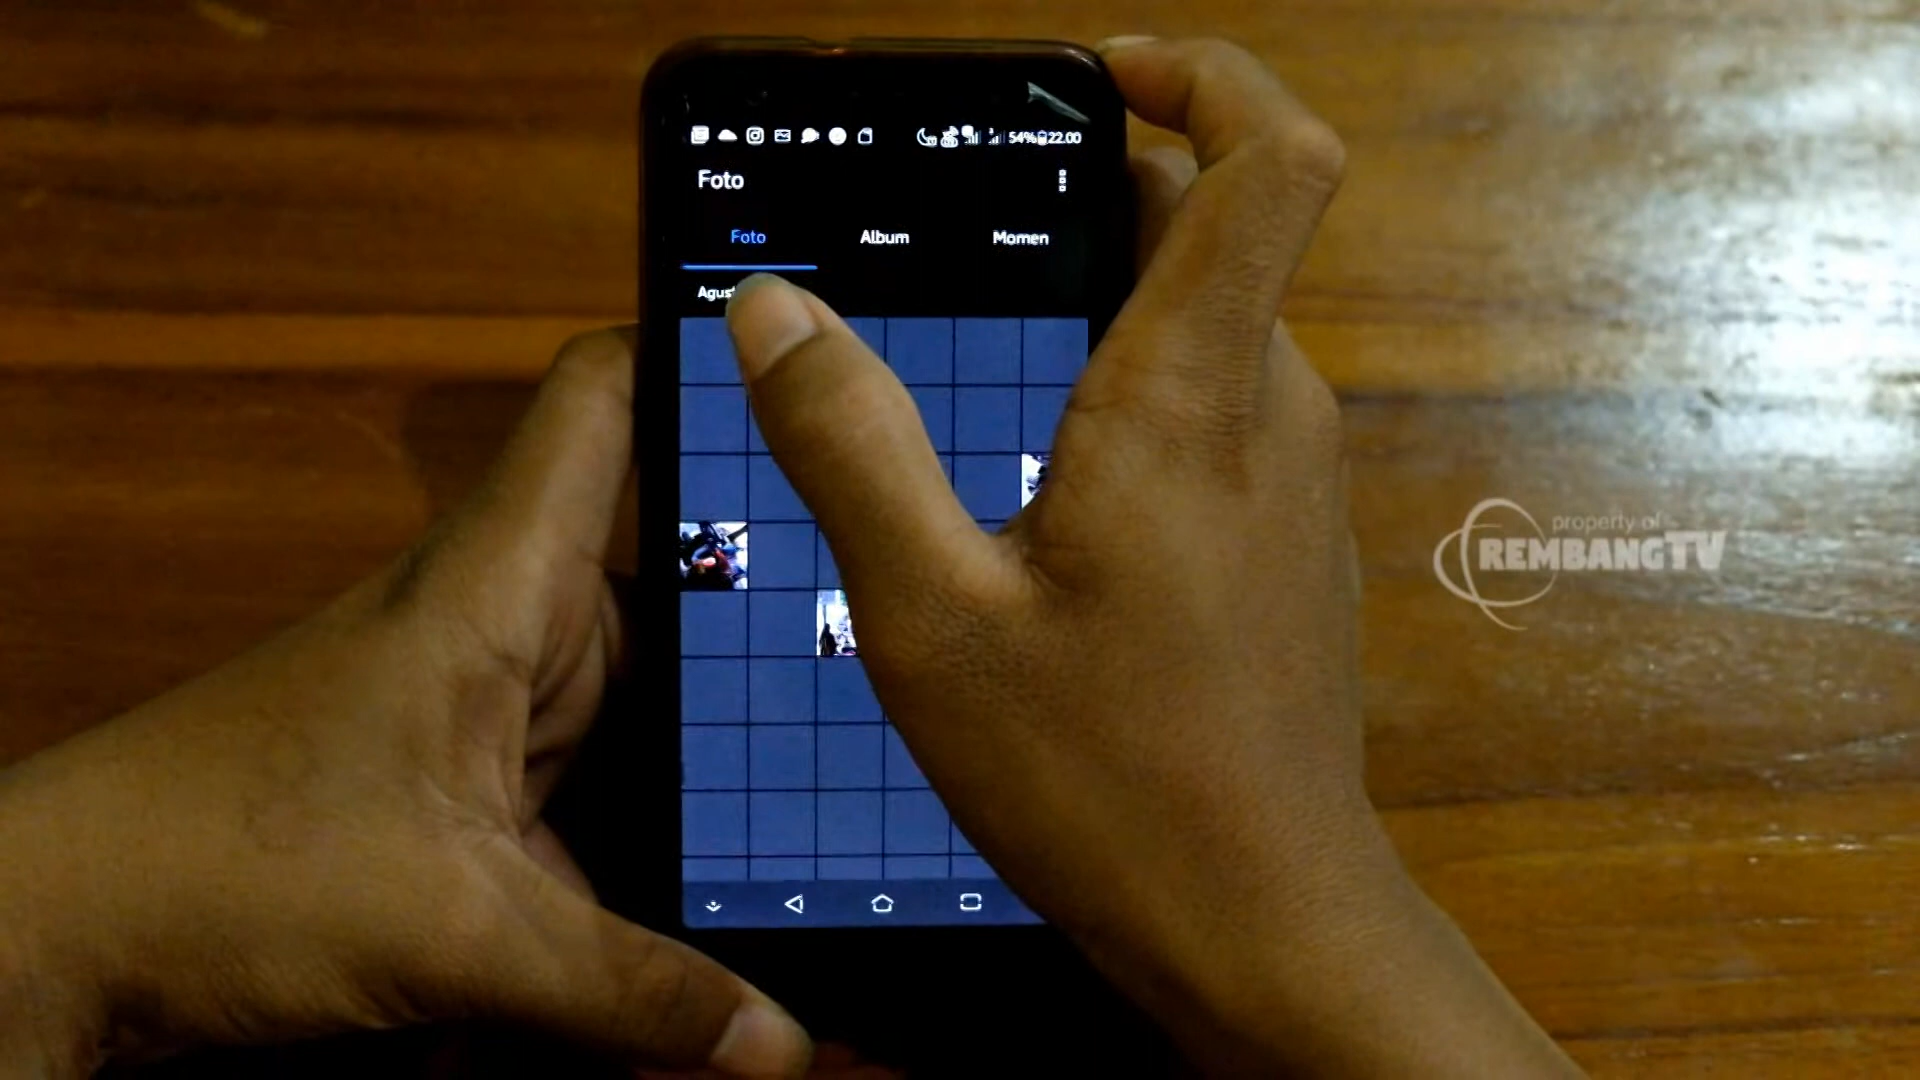 54% 22.00
Foto
Foto Album Momen
property of
REMBANGTV